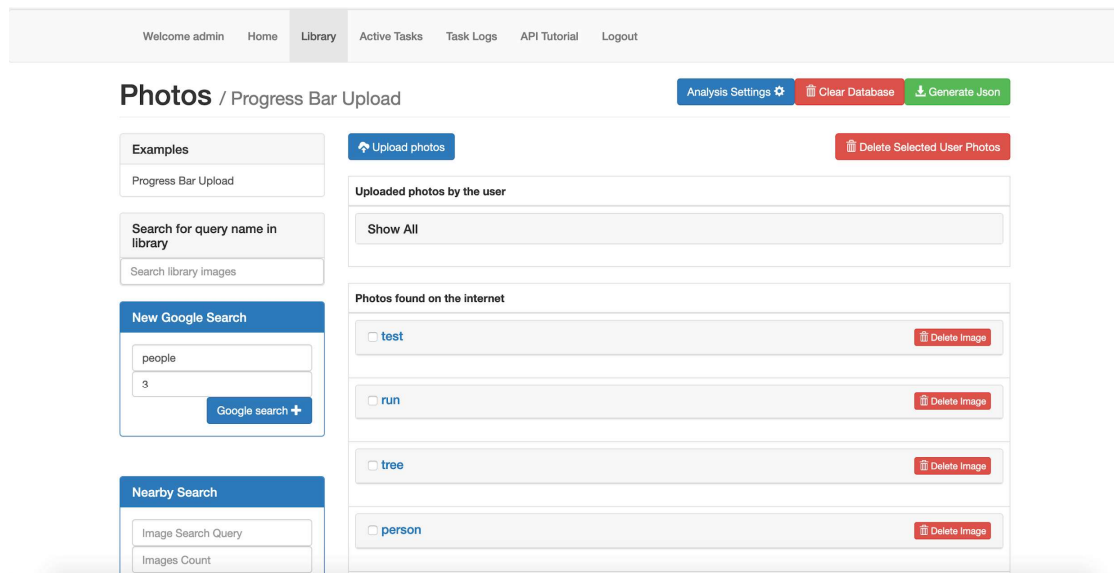 Welcome admin Home Library Active Tasks Task Logs API Tutorial Logout
Photos / Progress Bar Upload
Analysis Settings Clear Database Generate Json
Examples
Progress Bar Upload
Search for query name in
library
Search library images
New Google Search
people
3
Google search
Nearby Search
Image Search Query
Images Count
Upload photos Delete Selected User Photos
Uploaded photos by the user
Show All
Photos found on the internet
test Delete Image
run Delete Image
tree Delete Image
person Delete Image